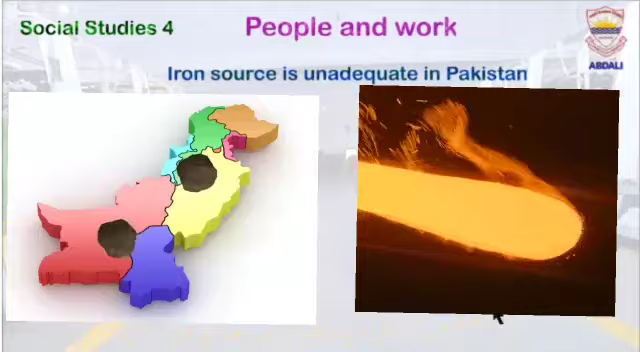 Social Studies 4
People and work
ABDALI
Iron source is unadequate in Pakistan